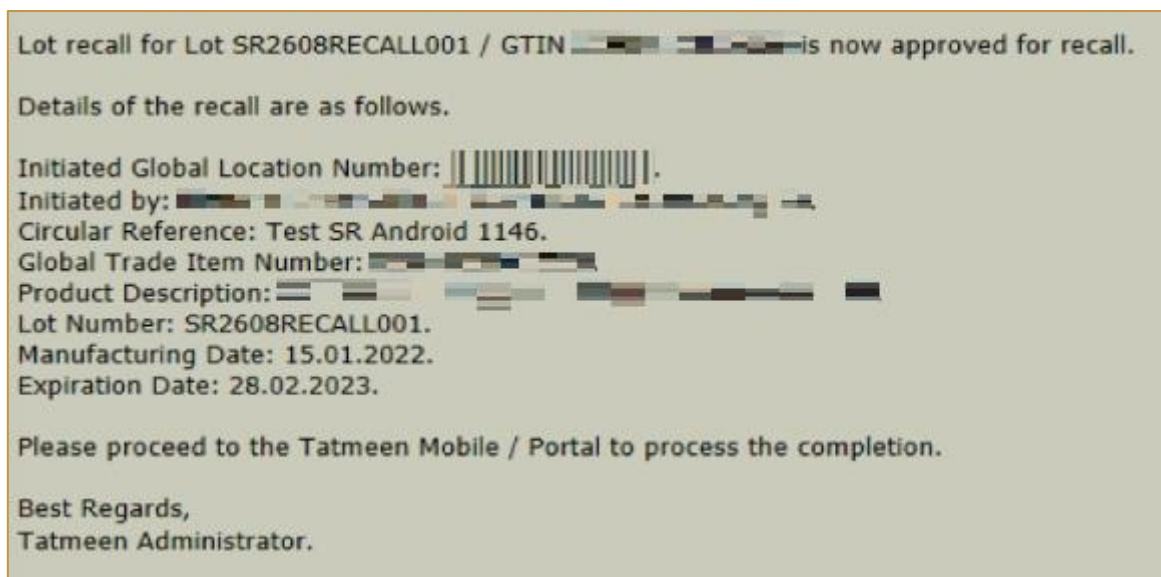 Lot recall for Lot SR2608RECALL001 / GTIN is now approved for recall.
Details of the recall are as follows.
Initiated Global Location Number: .
Initiated by:
Circular Reference: Test SR Android 1146.
Global Trade Item Number:
Product Description:
Lot Number: SR2608RECALL001.
Manufacturing Date: 15.01.2022.
Expiration Date: 28.02.2023.
Please proceed to the Tatmeen Mobile / Portal to process the completion.
Best Regards,
Tatmeen Administrator.